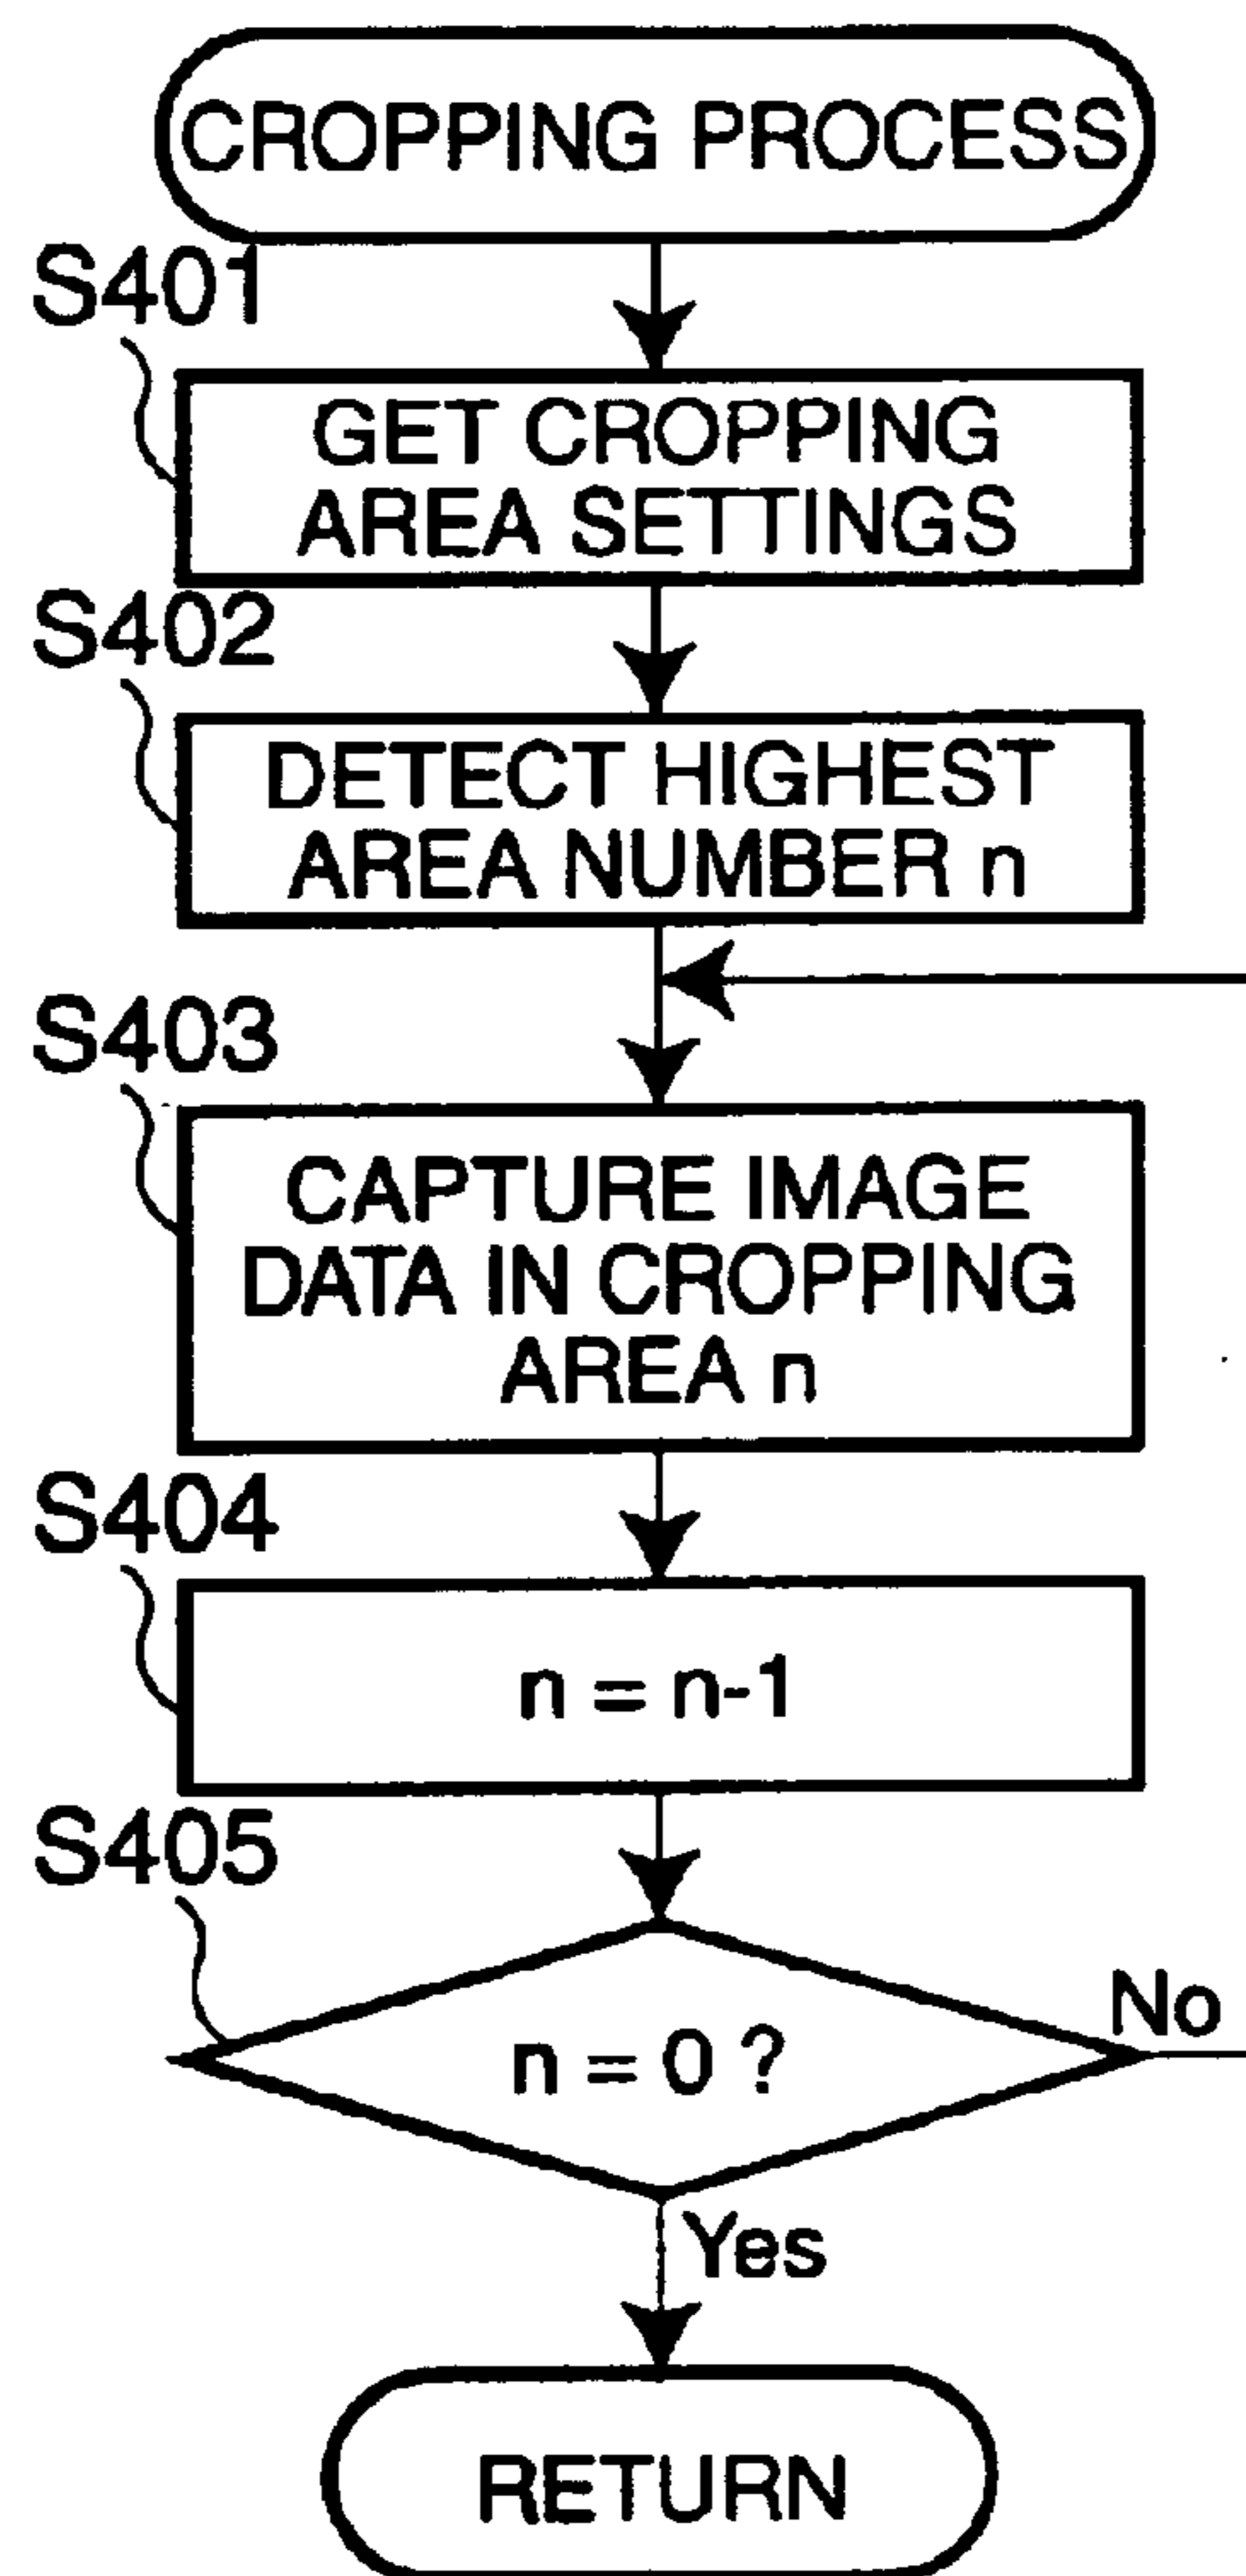 CROPPING PROCESS
S401
GET CROPPING
AREA SETTINGS
S402
DETECT HIGHEST
AREA NUMBER n
S403
CAPTURE IMAGE
DATA IN CROPPING
AREA n
S404
n = n-1
S405
n = 0 ?
No
Yes
RETURN